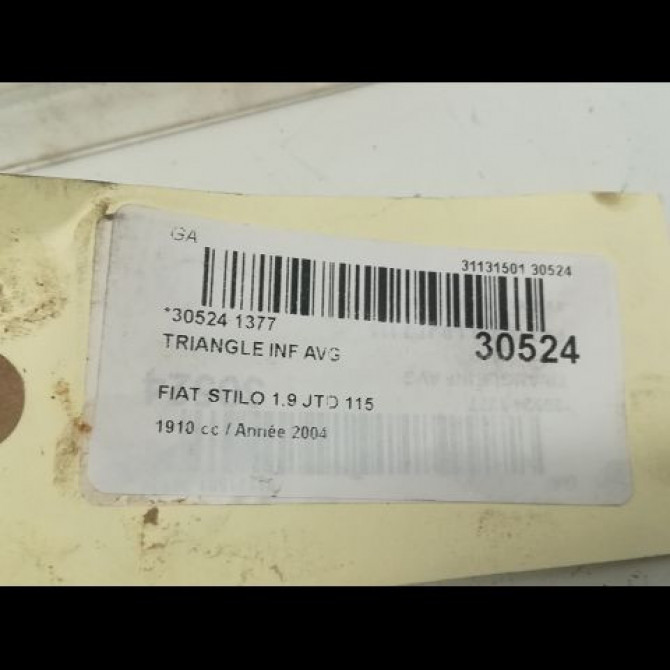 GA
31131501 30524
*30524 1377
30524
TRIANGLE INF AVG
FIAT STILO 1.9 JTD 115
1910 cc / Année 2004